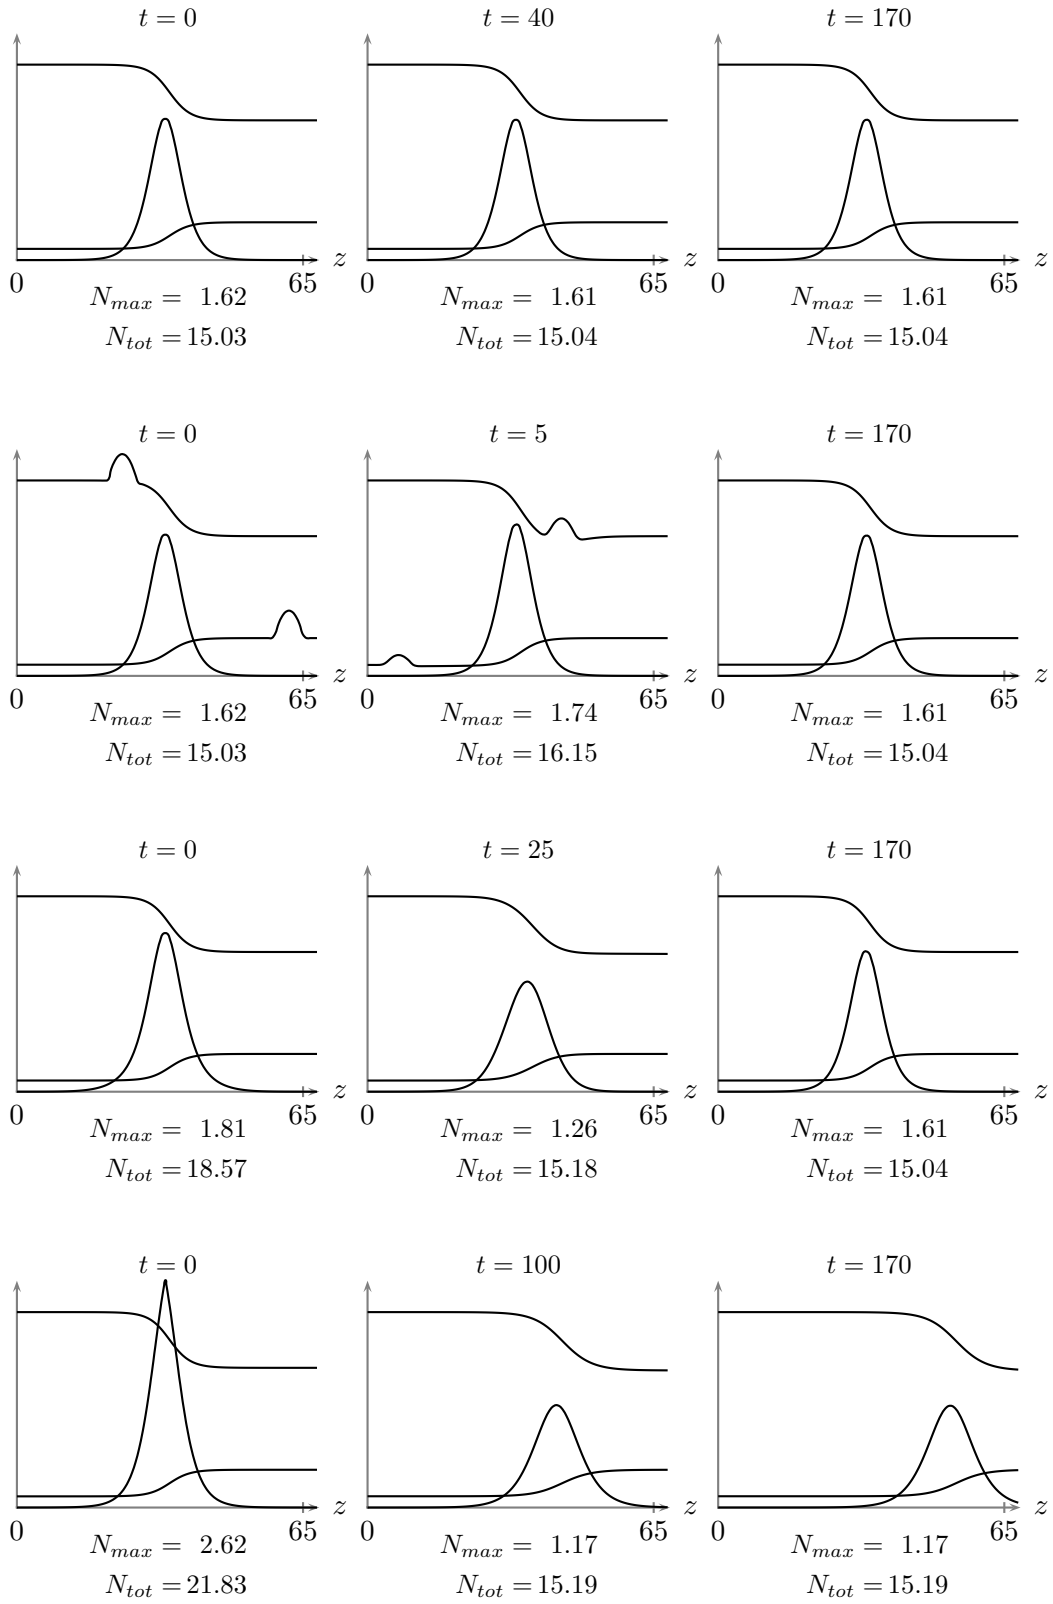 t = 0 t = 40 t = 170
0 65 z 0 65 z 0 65 z
N_max = 1.62 N_max = 1.61 N_max = 1.61
N_tot = 15.03 N_tot = 15.04 N_tot = 15.04
t = 0 t = 5 t = 170
0 65 z 0 65 z 0 65 z
N_max = 1.62 N_max = 1.74 N_max = 1.61
N_tot = 15.03 N_tot = 16.15 N_tot = 15.04
t = 0 t = 25 t = 170
0 65 z 0 65 z 0 65 z
N_max = 1.81 N_max = 1.26 N_max = 1.61
N_tot = 18.57 N_tot = 15.18 N_tot = 15.04
t = 0 t = 100 t = 170
0 65 z 0 65 z 0 65 z
N_max = 2.62 N_max = 1.17 N_max = 1.17
N_tot = 21.83 N_tot = 15.19 N_tot = 15.19